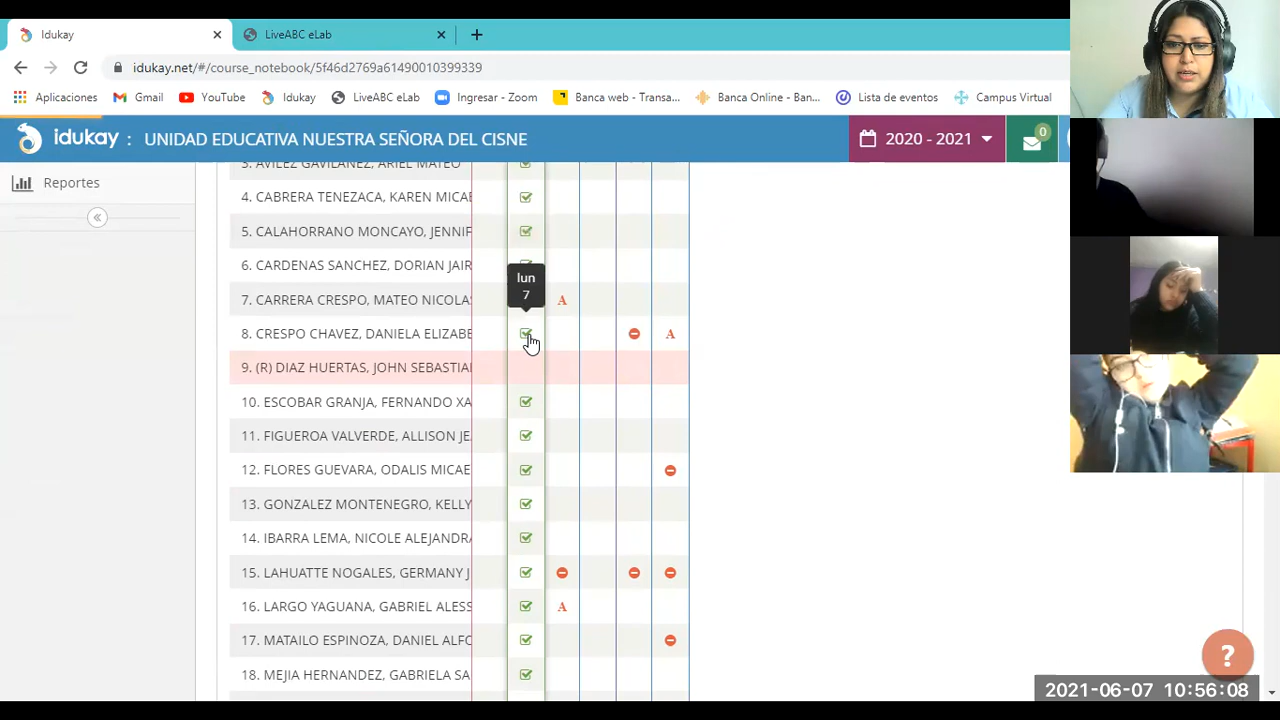 Idukay
LiveABC eLab
idukay.net/#/course_notebook/5f46d2769a61490010399339
Aplicaciones
Gmail
YouTube
Idukay
LiveABC eLab
Ingresar - Zoom
Banca web - Transa...
Banca Online - Ban...
Lista de eventos
Campus Virtual
idukay : UNIDAD EDUCATIVA NUESTRA SEÑORA DEL CISNE
2020 - 2021
0
Reportes
3. AVILEZ GAVILANEZ, ARIEL MATEO
4. CABRERA TENEZACA, KAREN MICAE
5. CALAHORRANO MONCAYO, JENNIF
6. CARDENAS SANCHEZ, DORIAN JAIR
lun
7
7. CARRERA CRESPO, MATEO NICOLA A
8. CRESPO CHAVEZ, DANIELA ELIZABE A
9. (R) DIAZ HUERTAS, JOHN SEBASTIA
10. ESCOBAR GRANJA, FERNANDO XA
11. FIGUEROA VALVERDE, ALLISON JE
12. FLORES GUEVARA, ODALIS MICAE
13. GONZALEZ MONTENEGRO, KELLY
14. IBARRA LEMA, NICOLE ALEJANDRA
15. LAHUATTE NOGALES, GERMANY J
16. LARGO YAGUANA, GABRIEL ALESS A
17. MATAILO ESPINOZA, DANIEL ALFO
18. MEJIA HERNANDEZ, GABRIELA SA
?
2021-06-07 10:56:08